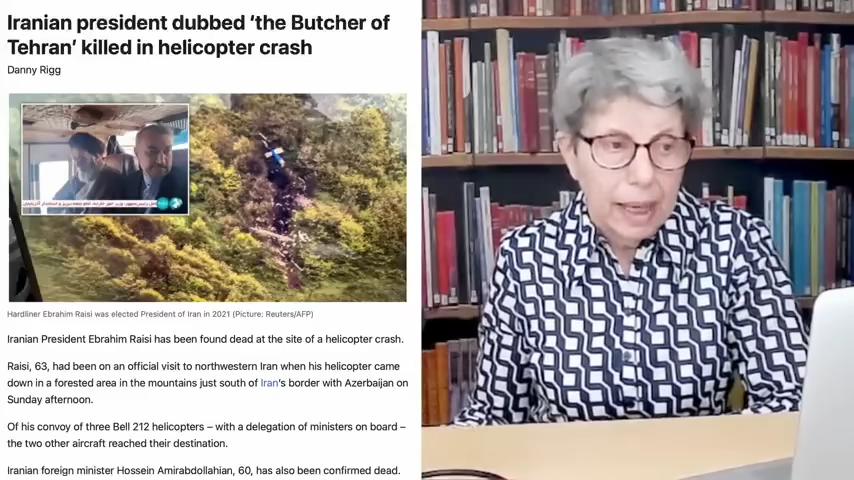 Iranian president dubbed ‘the Butcher of
Tehran’ killed in helicopter crash
Danny Rigg
Hardliner Ebrahim Raisi was elected President of Iran in 2021 (Picture: Reuters/AFP)
Iranian President Ebrahim Raisi has been found dead at the site of a helicopter crash.
Raisi, 63, had been on an official visit to northwestern Iran when his helicopter came
down in a forested area in the mountains just south of Iran’s border with Azerbaijan on
Sunday afternoon.
Of his convoy of three Bell 212 helicopters – with a delegation of ministers on board –
the two other aircraft reached their destination.
Iranian foreign minister Hossein Amirabdollahian, 60, has also been confirmed dead.